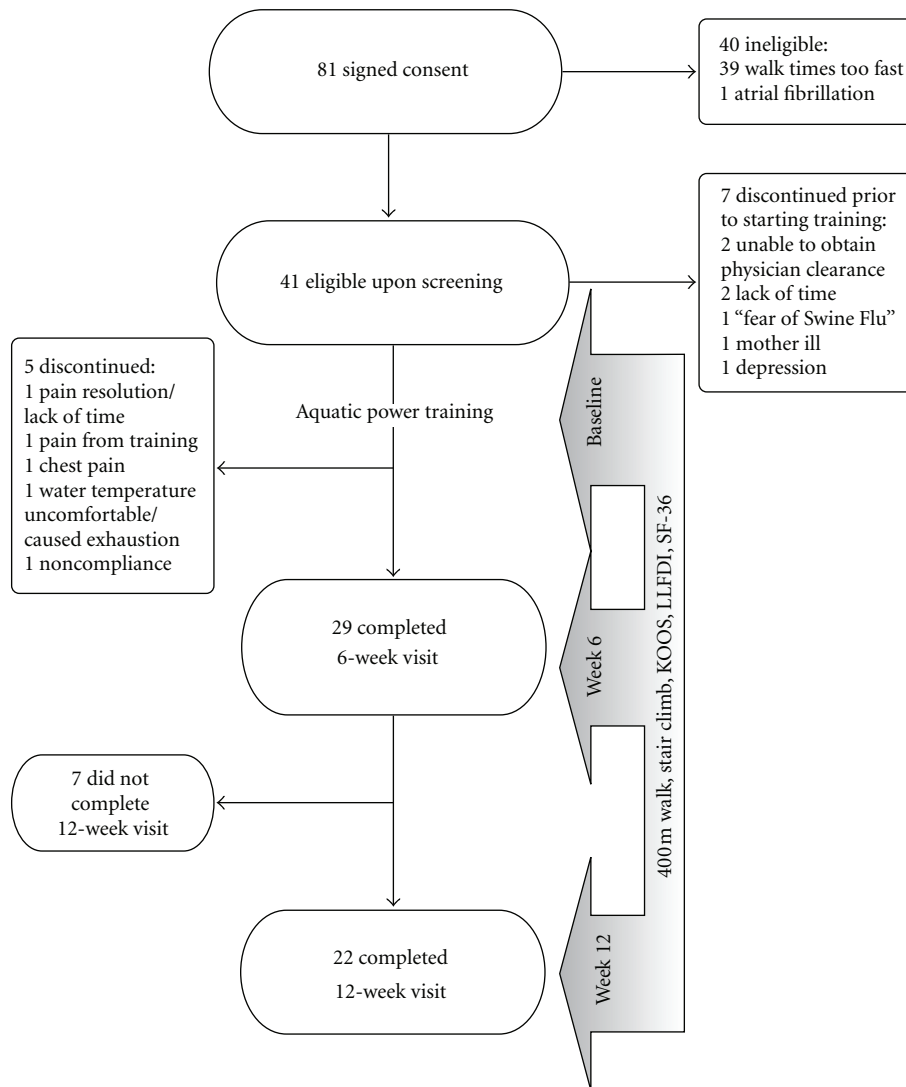 81 signed consent
40 ineligible:
39 walk times too fast
1 atrial fibrillation
41 eligible upon screening
7 discontinued prior
to starting training:
2 unable to obtain
physician clearance
2 lack of time
1 “fear of Swine Flu”
1 mother ill
1 depression
5 discontinued:
1 pain resolution/
lack of time
1 pain from training
1 chest pain
1 water temperature
uncomfortable/
caused exhaustion
1 noncompliance
Aquatic power training
Baseline
29 completed
6-week visit
Week 6
400 m walk, stair climb, KOOS, LLFDI, SF-36
7 did not
complete
12-week visit
22 completed
12-week visit
Week 12